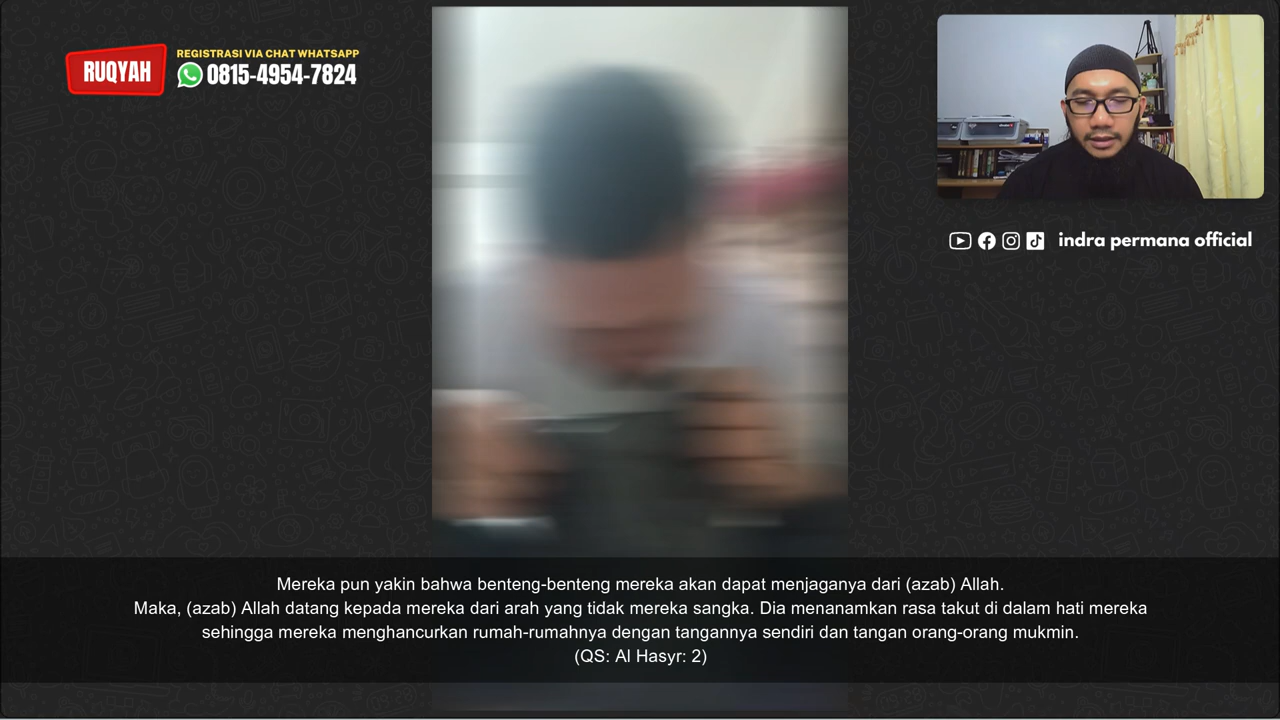 RUQYAH
REGISTRASI VIA CHAT WHATSAPP
0815-4954-7824
indra permana official
Mereka pun yakin bahwa benteng-benteng mereka akan dapat menjaganya dari (azab) Allah.
Maka, (azab) Allah datang kepada mereka dari arah yang tidak mereka sangka. Dia menanamkan rasa takut di dalam hati mereka
sehingga mereka menghancurkan rumah-rumahnya dengan tangannya sendiri dan tangan orang-orang mukmin.
(QS: Al Hasyr: 2)